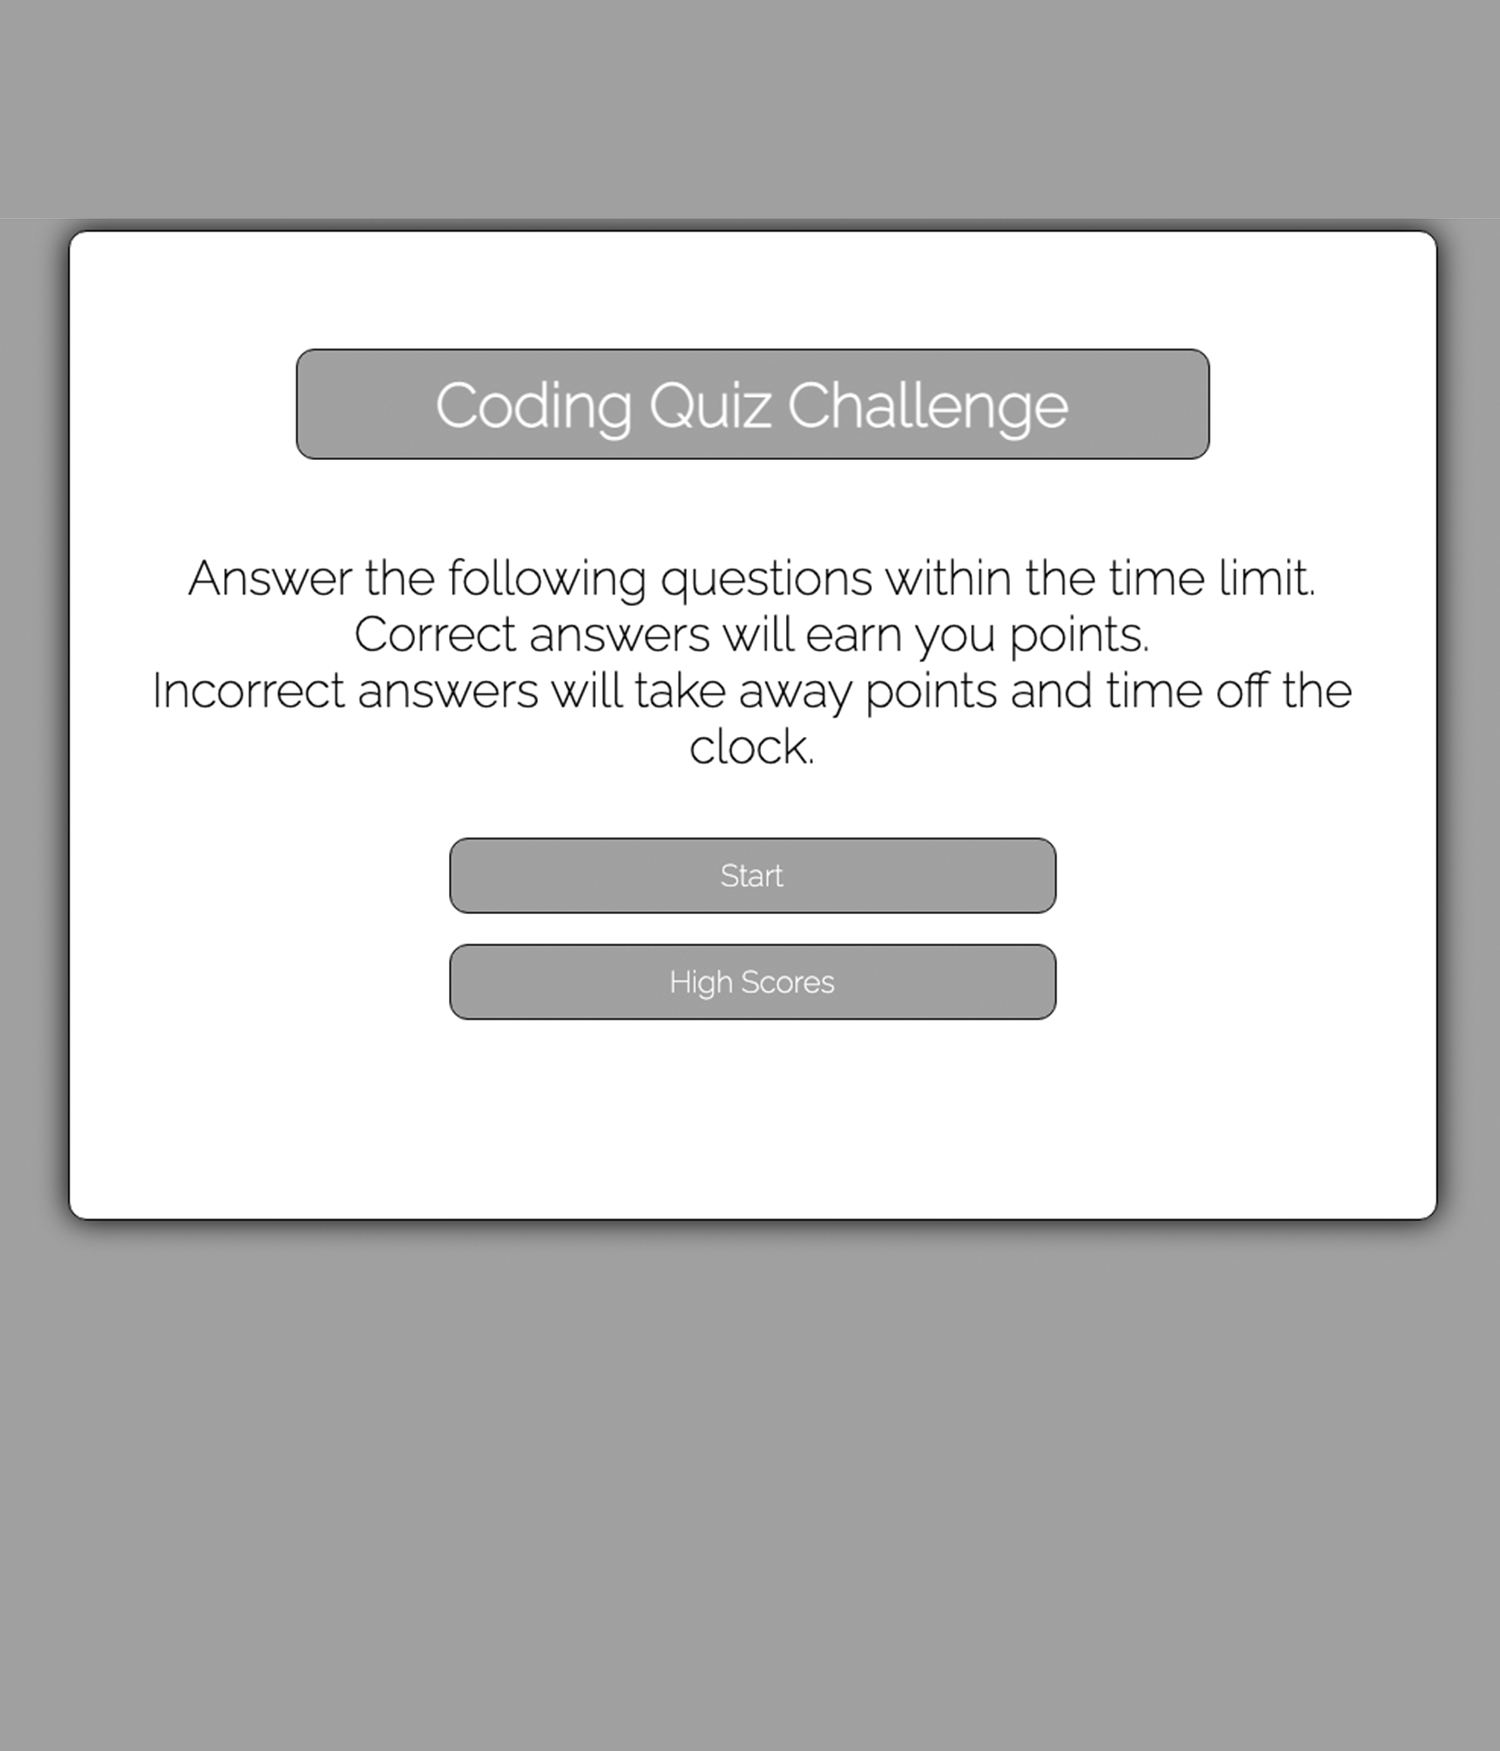 Coding Quiz Challenge
Answer the following questions within the time limit.
Correct answers will earn you points.
Incorrect answers will take away points and time off the
clock.
Start
High Scores